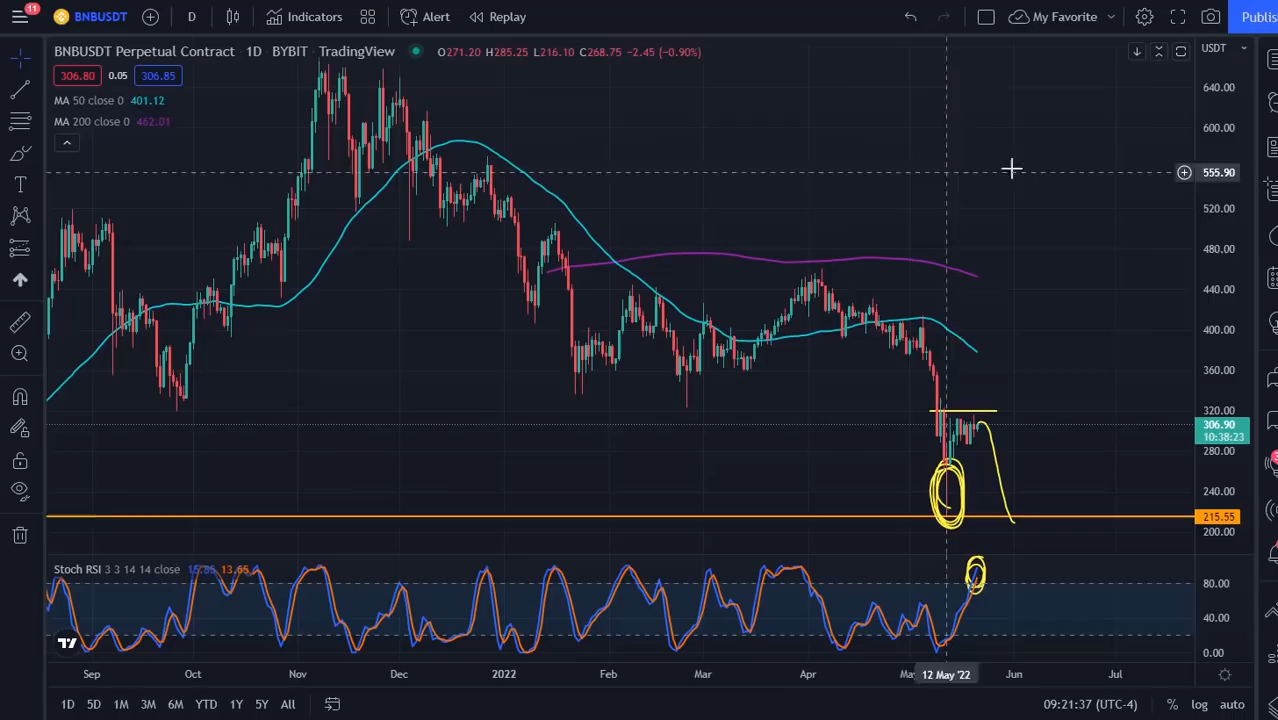 11
BNBUSDT
D
Indicators
Alert
Replay
My Favorite
Publis
BNBUSDT Perpetual Contract · 1D · BYBIT · TradingView
O271.20 H285.25 L216.10 C268.75 −2.45 (−0.90%)
USDT
306.80
0.05
306.85
MA 50 close 0 401.12
MA 200 close 0 462.01
640.00
600.00
555.90
520.00
480.00
440.00
400.00
360.00
320.00
306.90
10:38:23
280.00
240.00
215.55
200.00
Stoch RSI 3 3 14 14 close 15.85 13.65
80.00
40.00
0.00
Sep
Oct
Nov
Dec
2022
Feb
Mar
Apr
12 May '22
Jun
Jul
1D 5D 1M 3M 6M YTD 1Y 5Y All
09:21:37 (UTC-4)
% log auto